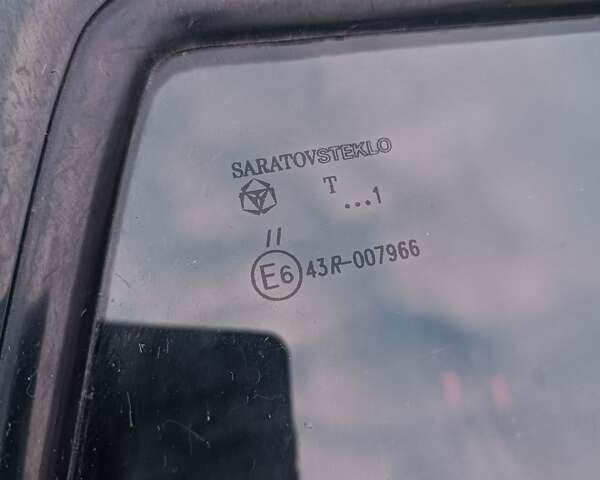 SARATOVSTEKLO
T ...1
II
E6 43R-007966